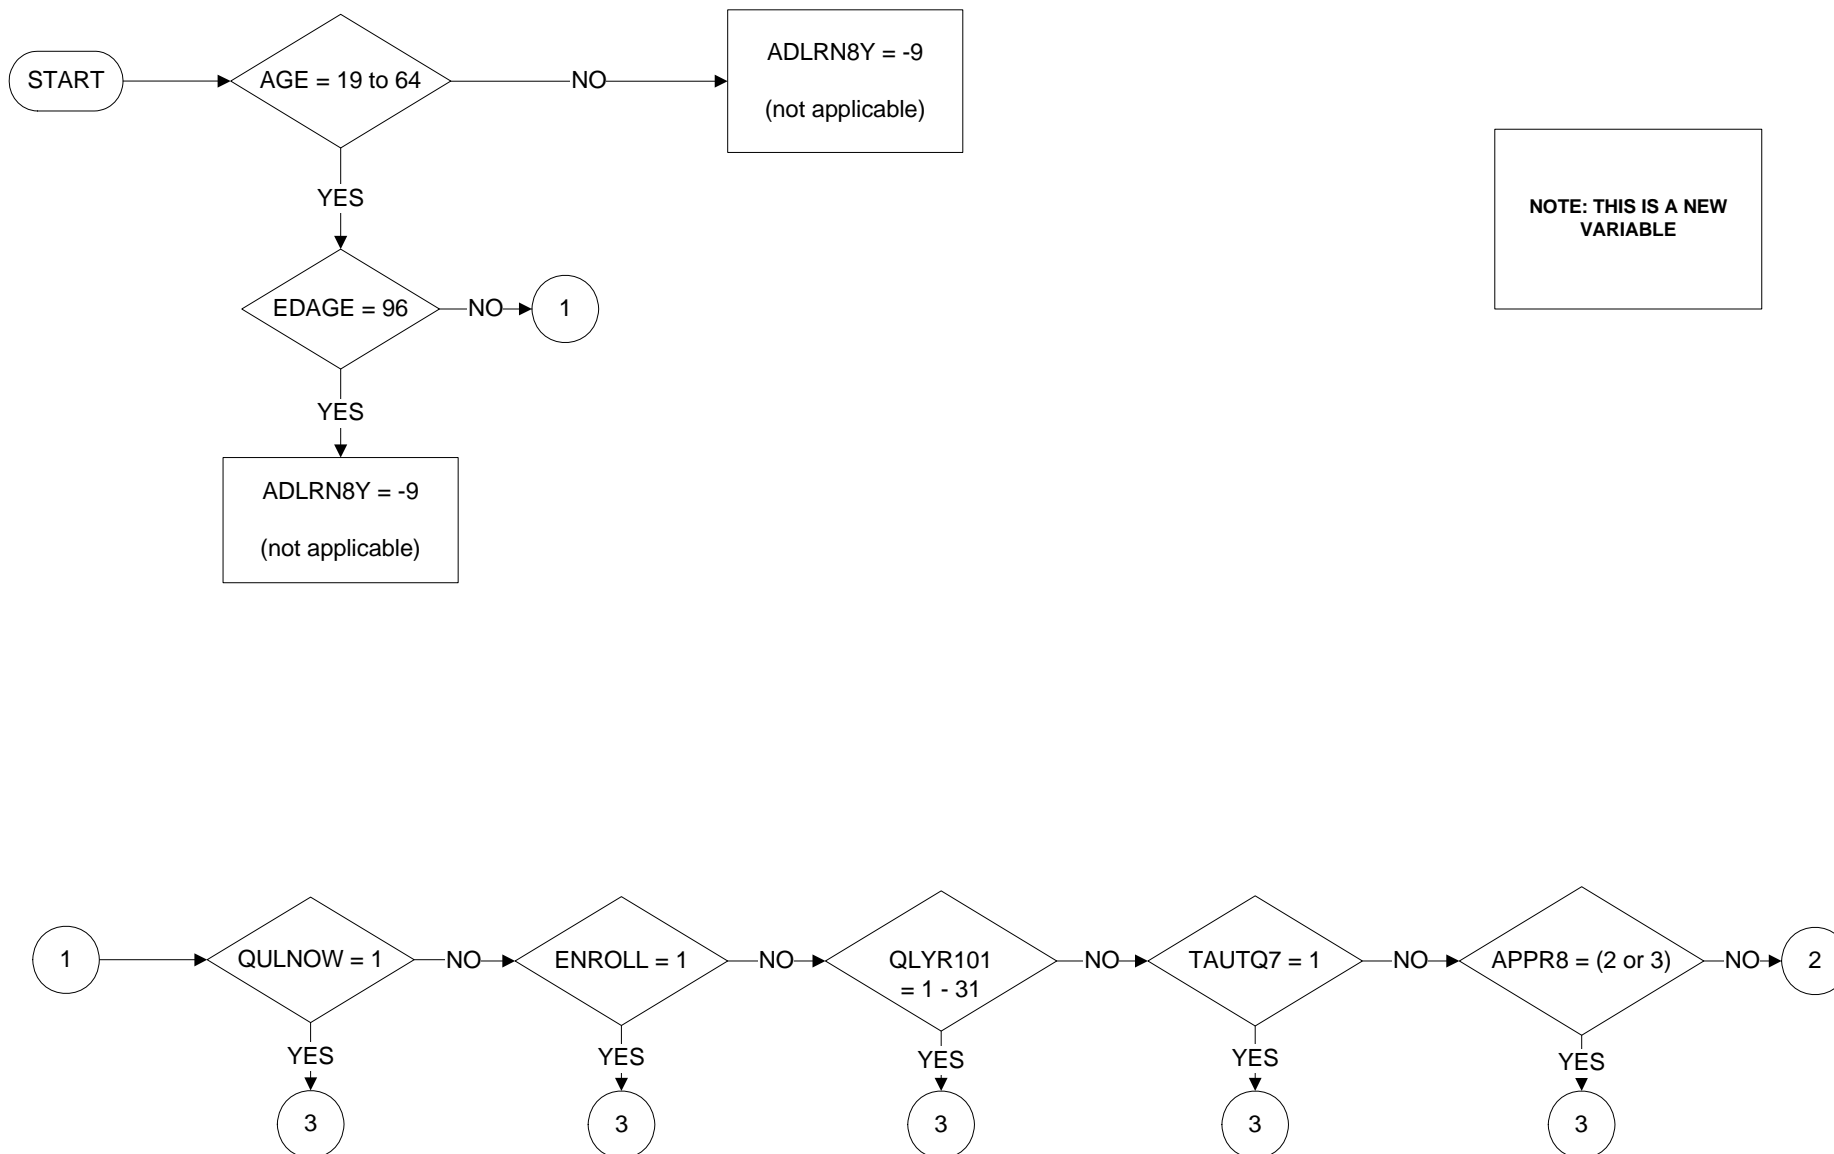 START
AGE = 19 to 64
NO
ADLRN8Y = -9
(not applicable)
NOTE: THIS IS A NEW
VARIABLE
YES
EDAGE = 96
NO
1
YES
ADLRN8Y = -9
(not applicable)
1
QULNOW = 1
NO
ENROLL = 1
NO
QLYR101
= 1 - 31
NO
TAUTQ7 = 1
NO
APPR8 = (2 or 3)
NO
2
YES
YES
YES
YES
YES
3
3
3
3
3